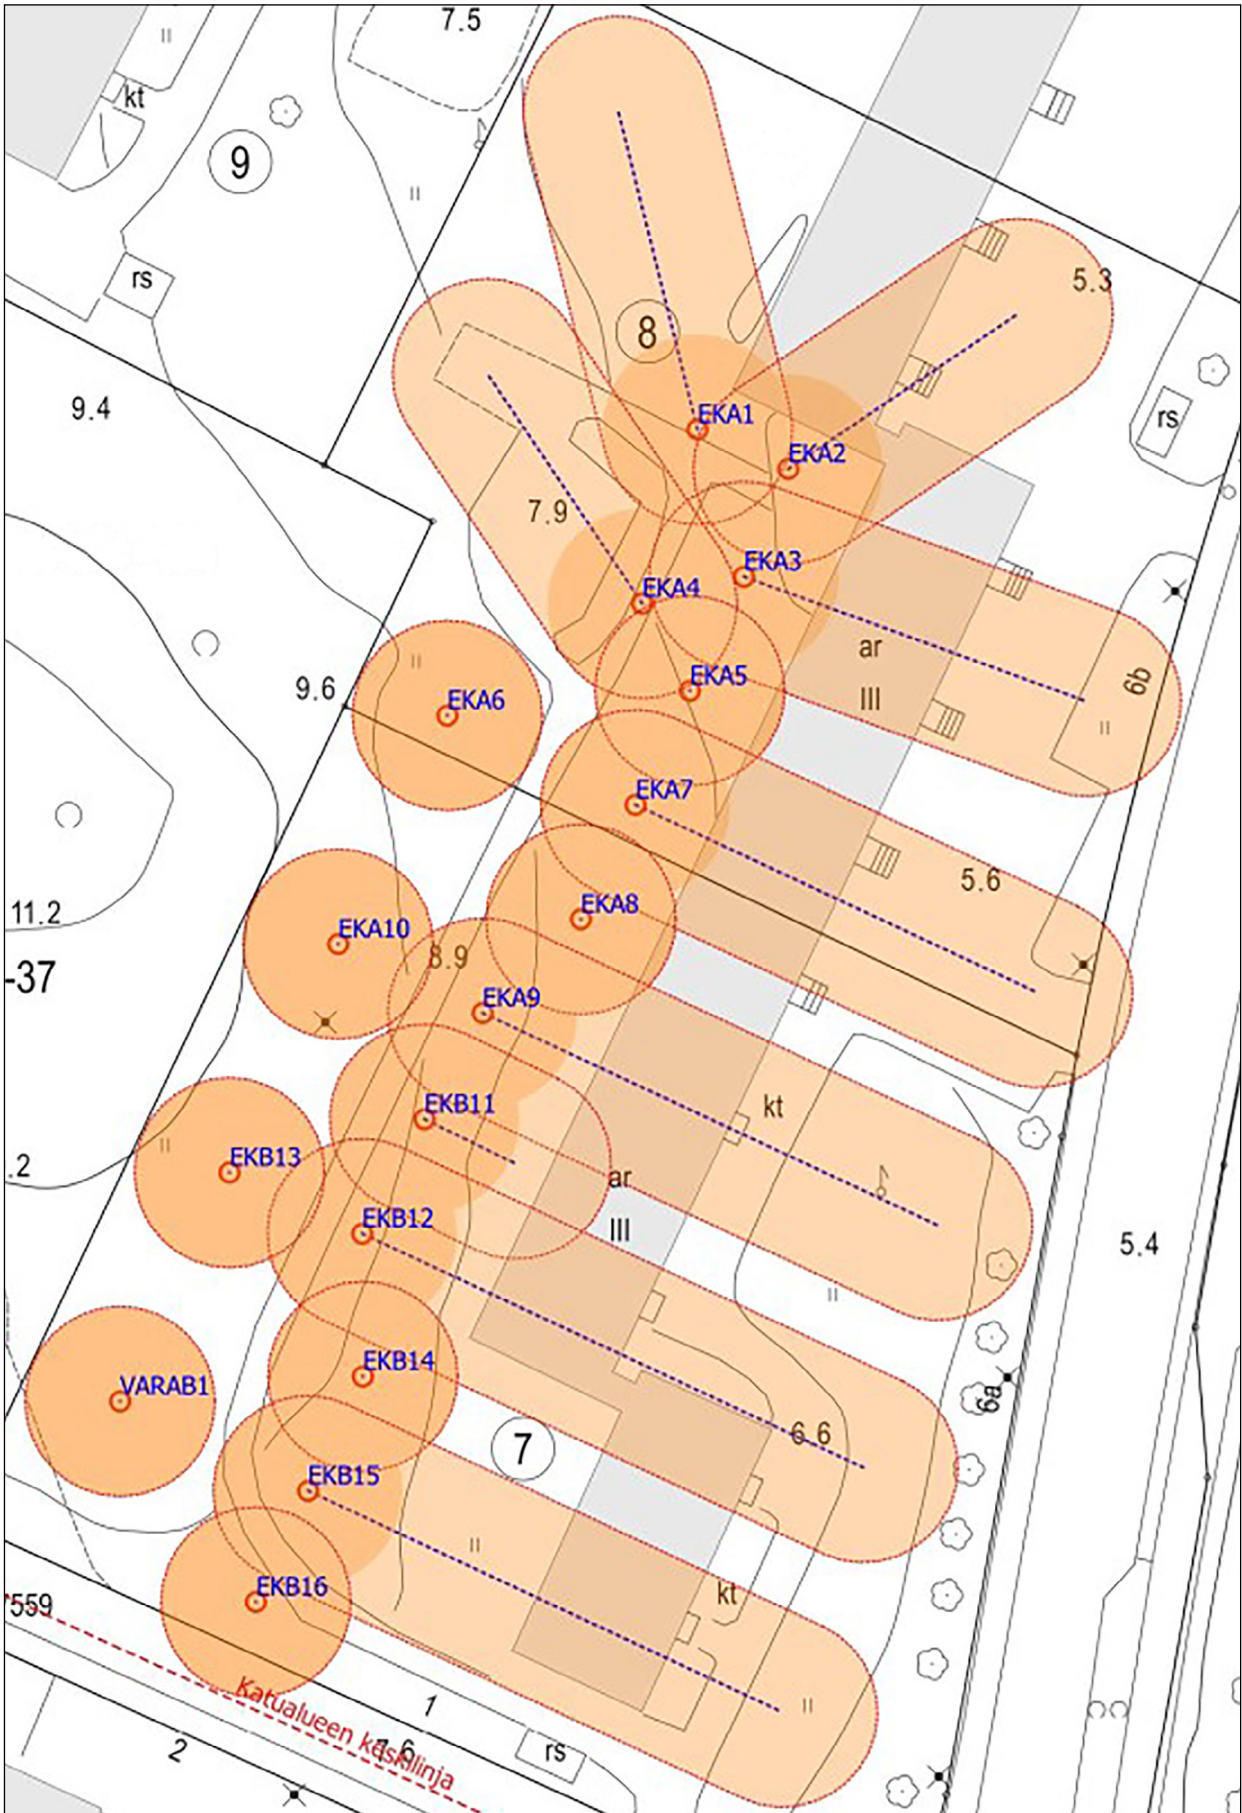 7.5
kt
9
rs
8
5.3
9.4
rs
EKA1
EKA2
7.9
EKA3
EKA4
ar
III
6b
EKA5
9.6
EKA6
EKA7
5.6
11.2
EKA8
EKA10
8.9
-37
EKA9
kt
EKB11
EKB13
.2
ar
III
EKB12
5.4
EKB14
VARAB1
6a
6.6
7
EKB15
EKB16
kt
559
Katualueen keskilinja
1
2
rs